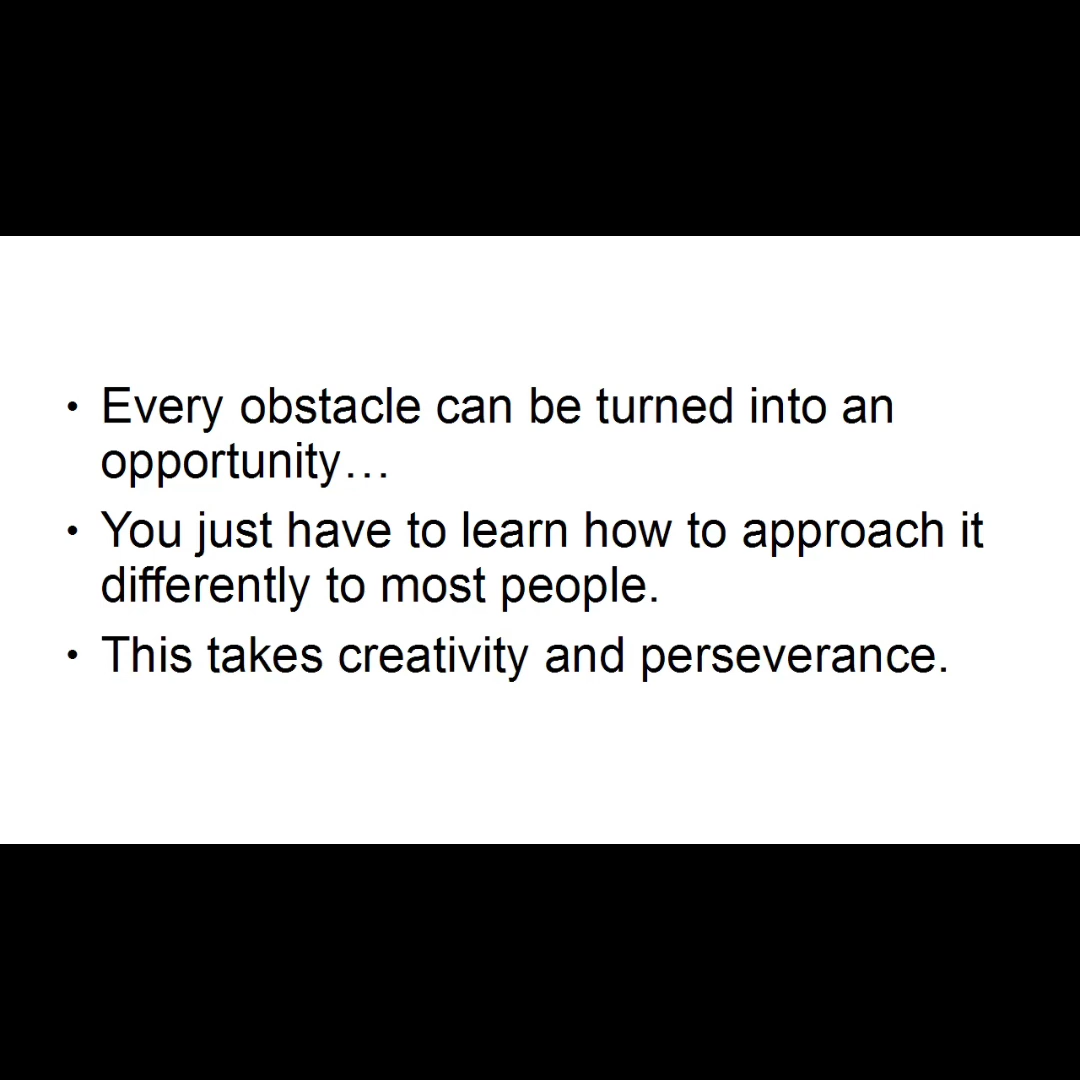 • Every obstacle can be turned into an
opportunity…
• You just have to learn how to approach it
differently to most people.
• This takes creativity and perseverance.